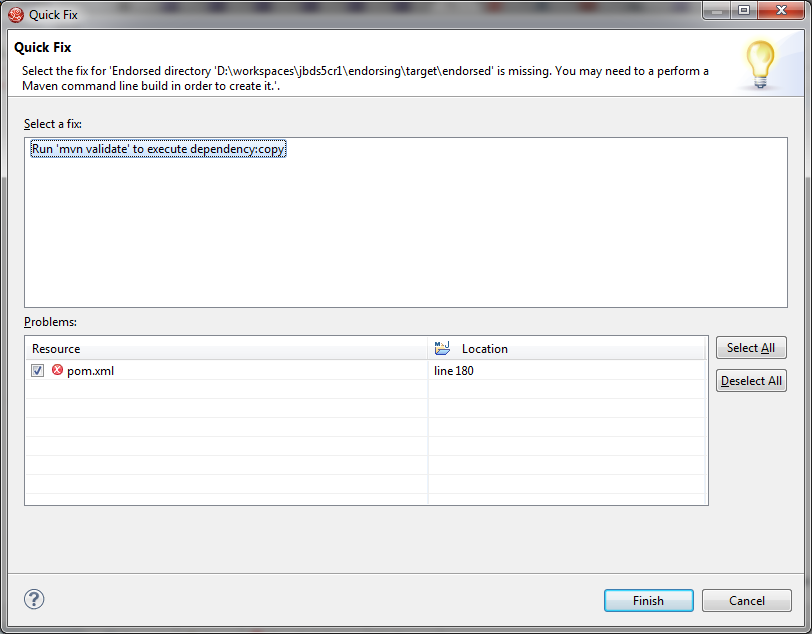 Quick Fix
Quick Fix
Select the fix for 'Endorsed directory 'D:\workspaces\jbds5cr1\endorsing\target\endorsed' is missing. You may need to a perform a
Maven command line build in order to create it.'.
Select a fix:
Run 'mvn validate' to execute dependency:copy
Problems:
Resource Location
Select All
pom.xml line 180
Deselect All
Finish Cancel